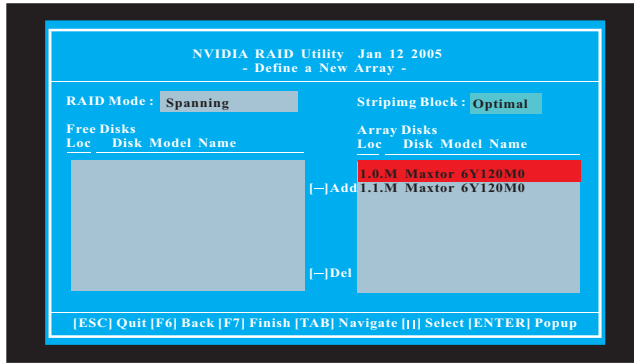 NVIDIA RAID Utility Jan 12 2005
- Define a New Array -
RAID Mode : Spanning
Stripimg Block : Optimal
Free Disks
Loc Disk Model Name
Array Disks
Loc Disk Model Name
1.0.M Maxtor 6Y120M0
1.1.M Maxtor 6Y120M0
[—]Add
[—]Del
[ESC] Quit [F6] Back [F7] Finish [TAB] Navigate [||] Select [ENTER] Popup